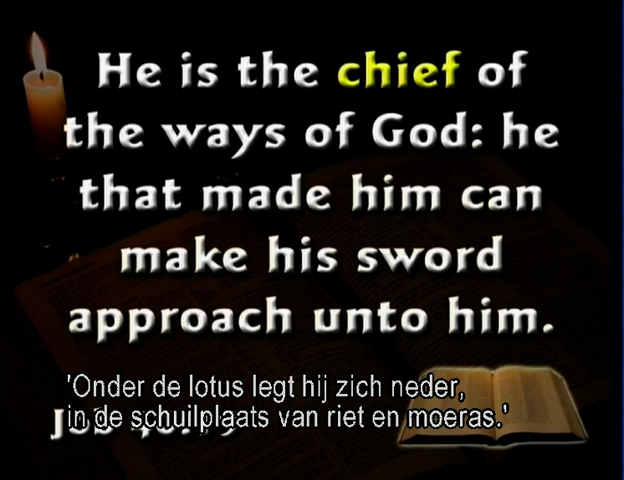 He is the chief of
the ways of God: he
that made him can
make his sword
approach unto him.
'Onder de lotus legt hij zich neder,
in de schuilplaats van riet en moeras.'